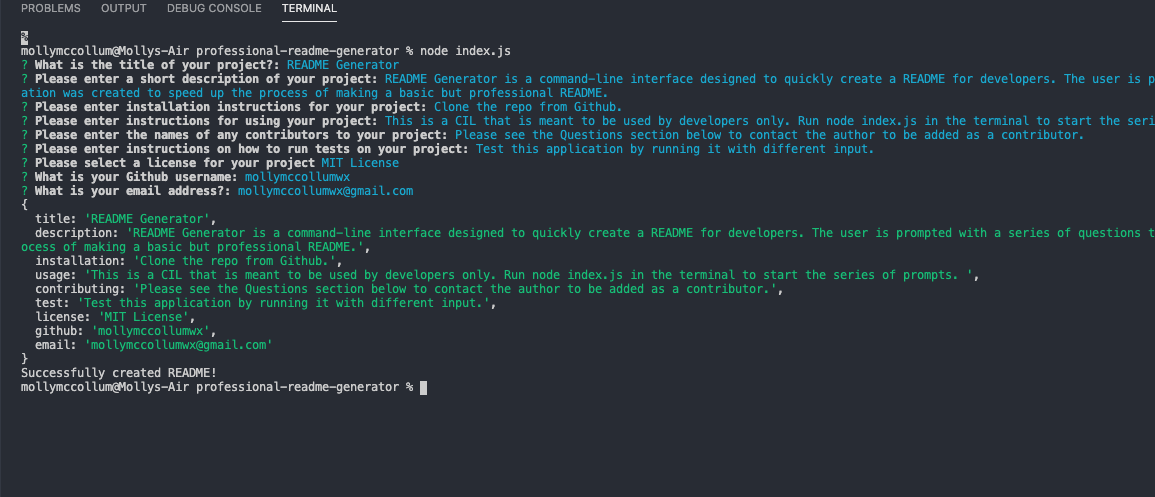 PROBLEMS OUTPUT DEBUG CONSOLE TERMINAL
%
mollymccollum@Mollys-Air professional-readme-generator % node index.js
? What is the title of your project?: README Generator
? Please enter a short description of your project: README Generator is a command-line interface designed to quickly create a README for developers. The user is p
ation was created to speed up the process of making a basic but professional README.
? Please enter installation instructions for your project: Clone the repo from Github.
? Please enter instructions for using your project: This is a CIL that is meant to be used by developers only. Run node index.js in the terminal to start the seri
? Please enter the names of any contributors to your project: Please see the Questions section below to contact the author to be added as a contributor.
? Please enter instructions on how to run tests on your project: Test this application by running it with different input.
? Please select a license for your project MIT License
? What is your Github username: mollymccollumwx
? What is your email address?: mollymccollumwx@gmail.com
{
title: 'README Generator',
description: 'README Generator is a command-line interface designed to quickly create a README for developers. The user is prompted with a series of questions t
ocess of making a basic but professional README.',
installation: 'Clone the repo from Github.',
usage: 'This is a CIL that is meant to be used by developers only. Run node index.js in the terminal to start the series of prompts. ',
contributing: 'Please see the Questions section below to contact the author to be added as a contributor.',
test: 'Test this application by running it with different input.',
license: 'MIT License',
github: 'mollymccollumwx',
email: 'mollymccollumwx@gmail.com'
}
Successfully created README!
mollymccollum@Mollys-Air professional-readme-generator %